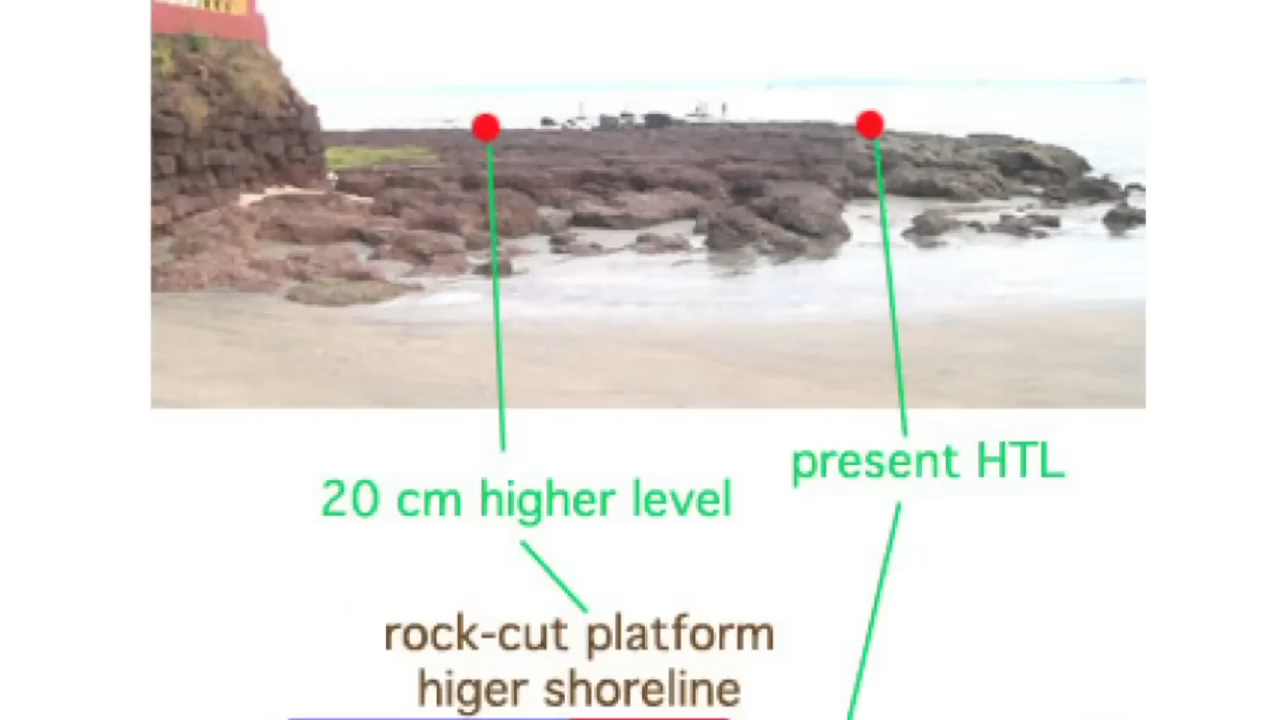 present HTL
20 cm higher level
rock-cut platform
higer shoreline